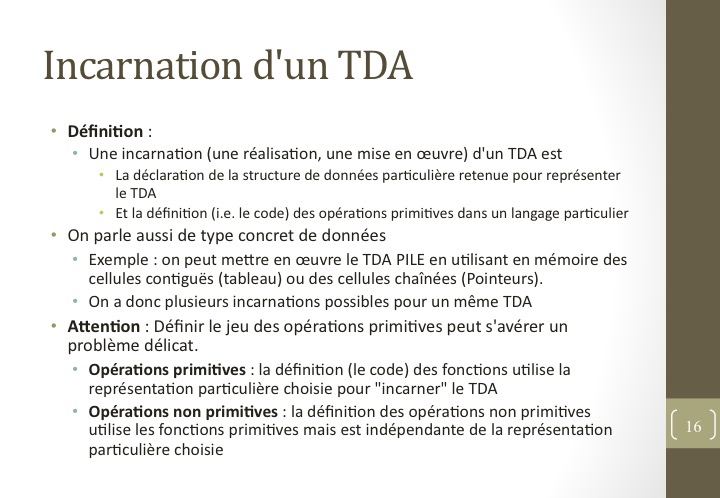 Incarnation d'un TDA
• Définition :
• Une incarnation (une réalisation, une mise en œuvre) d'un TDA est
• La déclaration de la structure de données particulière retenue pour représenter
le TDA
• Et la définition (i.e. le code) des opérations primitives dans un langage particulier
• On parle aussi de type concret de données
• Exemple : on peut mettre en œuvre le TDA PILE en utilisant en mémoire des
cellules contiguës (tableau) ou des cellules chaînées (Pointeurs).
• On a donc plusieurs incarnations possibles pour un même TDA
• Attention : Définir le jeu des opérations primitives peut s'avérer un
problème délicat.
• Opérations primitives : la définition (le code) des fonctions utilise la
représentation particulière choisie pour "incarner" le TDA
• Opérations non primitives : la définition des opérations non primitives
utilise les fonctions primitives mais est indépendante de la représentation
particulière choisie
16